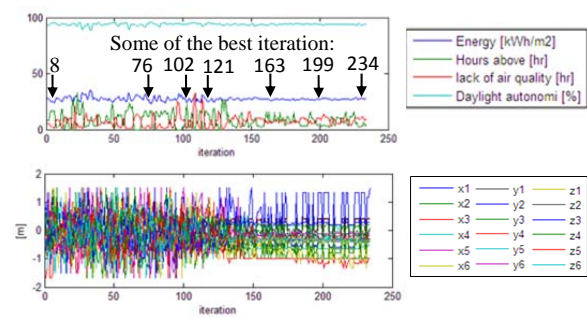 100
50
0
Some of the best iteration:
8 76 102 121 163 199 234
0 50 100 150 200 250
iteration
Energy [kWh/m2]
Hours above [hr]
lack of air quality [hr]
Daylight autonomi [%]
2
1
0
-1
-2
[m]
0 50 100 150 200 250
iteration
x1 y1 z1
x2 y2 z2
x3 y3 z3
x4 y4 z4
x5 y5 z5
x6 y6 z6